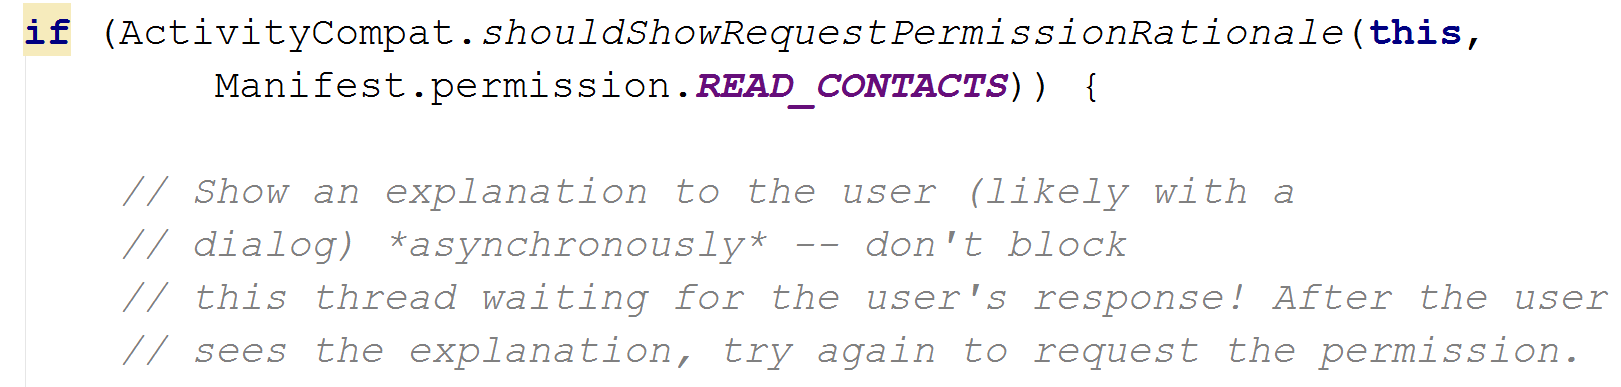 if (ActivityCompat.shouldShowRequestPermissionRationale(this,
        Manifest.permission.READ_CONTACTS)) {
    // Show an explanation to the user (likely with a
    // dialog) *asynchronously* -- don't block
    // this thread waiting for the user's response! After the user
    // sees the explanation, try again to request the permission.